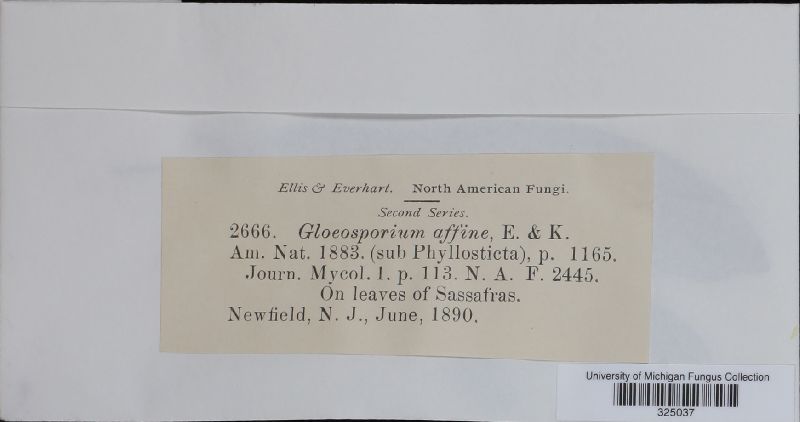 Ellis & Everhart. North American Fungi.
Second Series.
2666. Gloeosporium affine, E. & K.
Am. Nat. 1883. (sub Phyllosticta), p. 1165.
Journ. Mycol. 1. p. 113. N. A. F. 2445.
On leaves of Sassafras.
Newfield, N. J., June, 1890.
University of Michigan Fungus Collection
325037